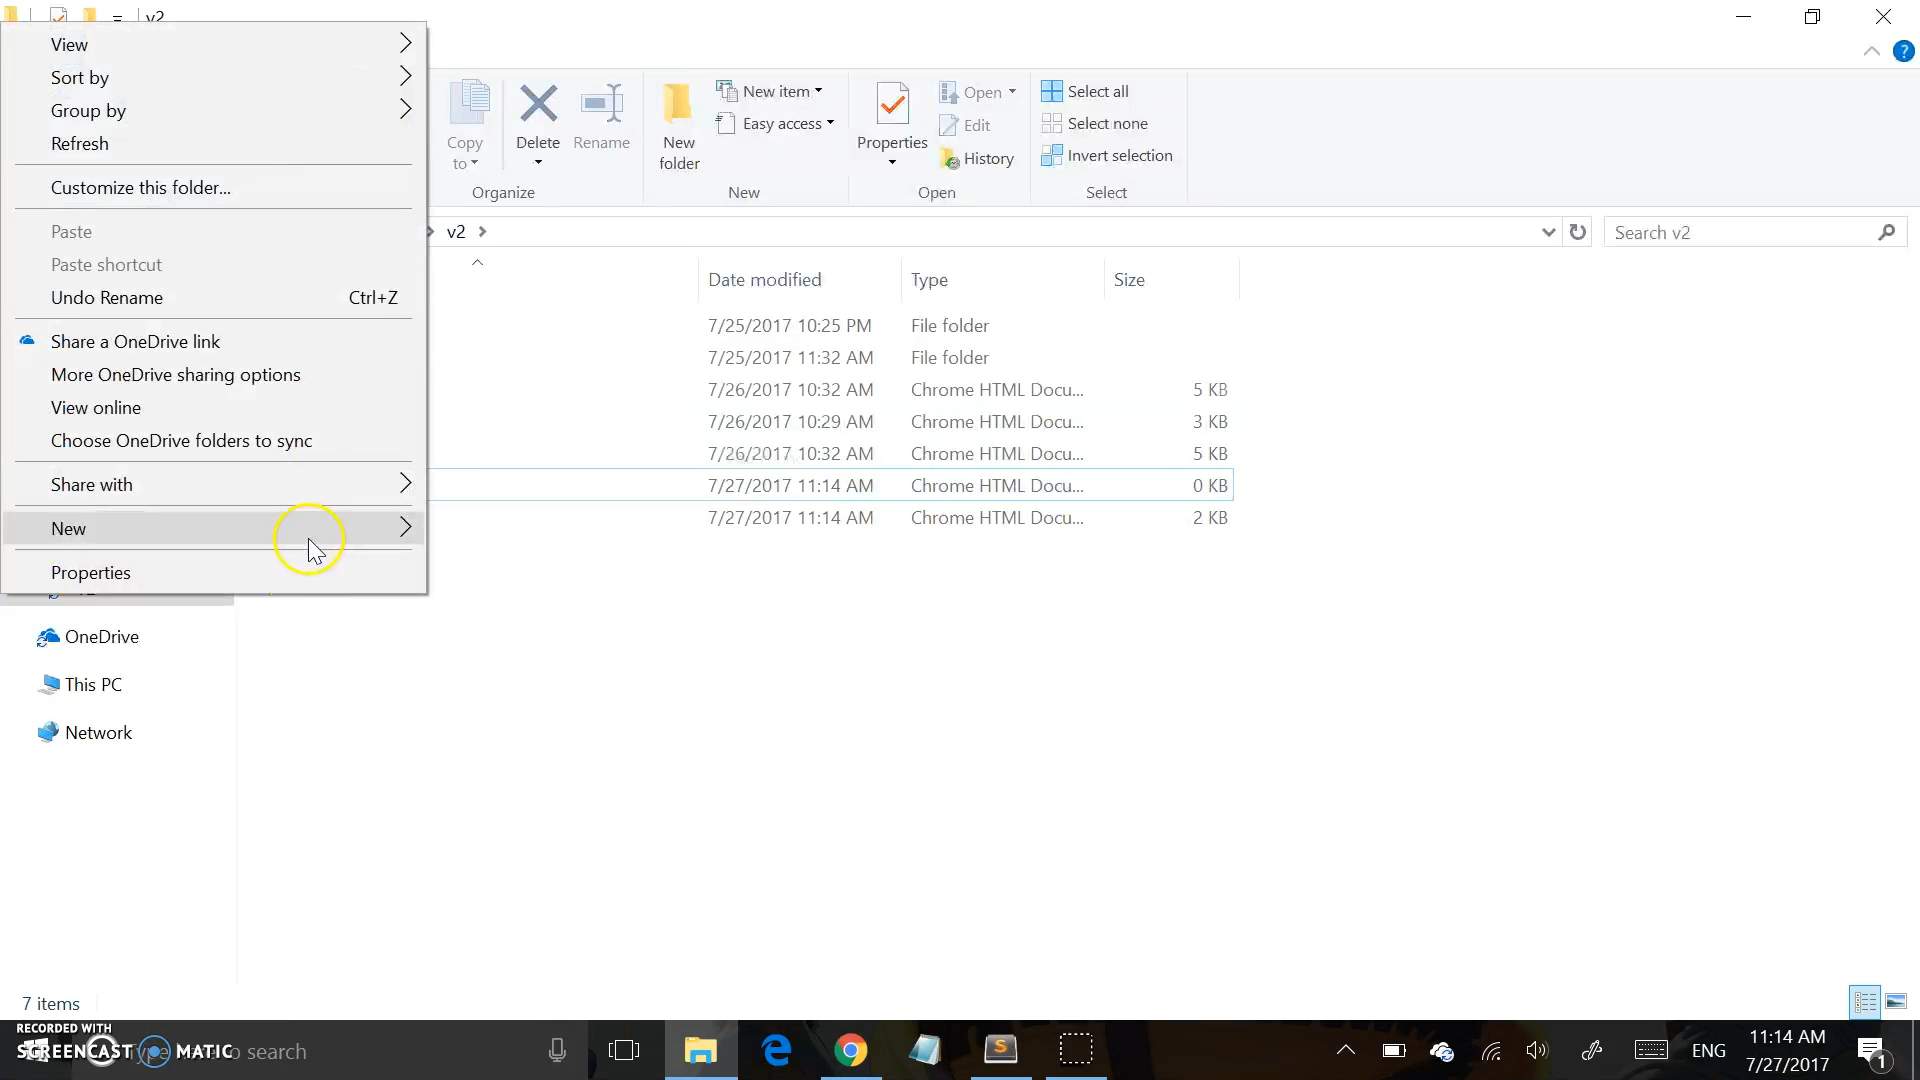 v2
View
Sort by
Group by
Refresh
Customize this folder...
Paste
Paste shortcut
Undo Rename Ctrl+Z
Share a OneDrive link
More OneDrive sharing options
View online
Choose OneDrive folders to sync
Share with
New
Properties
Copy to
Delete
Rename
Organize
New folder
New item
Easy access
New
Properties
Open
Edit
History
Open
Select all
Select none
Invert selection
Select
v2
Search v2
Date modified Type Size
7/25/2017 10:25 PM File folder
7/25/2017 11:32 AM File folder
7/26/2017 10:32 AM Chrome HTML Docu... 5 KB
7/26/2017 10:29 AM Chrome HTML Docu... 3 KB
7/26/2017 10:32 AM Chrome HTML Docu... 5 KB
7/27/2017 11:14 AM Chrome HTML Docu... 0 KB
7/27/2017 11:14 AM Chrome HTML Docu... 2 KB
OneDrive
This PC
Network
7 items
RECORDED WITH
SCREENCAST MATIC
to search
ENG
11:14 AM
7/27/2017
1